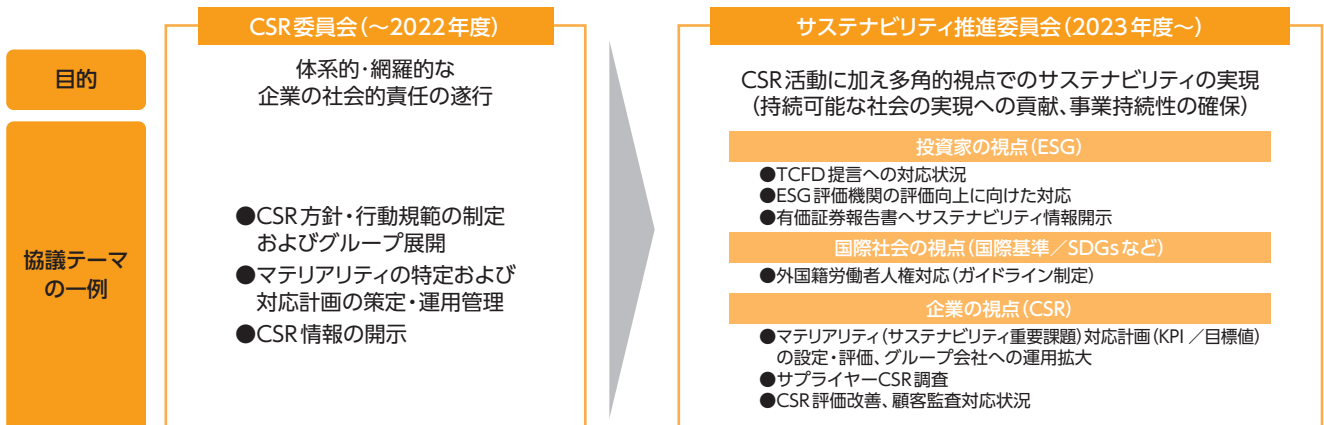 CSR委員会(~2022年度)
サステナビリティ推進委員会(2023年度~)
目的
体系的・網羅的な
企業の社会的責任の遂行
CSR活動に加え多角的視点でのサステナビリティの実現
(持続可能な社会の実現への貢献、事業持続性の確保)
協議テーマ
の一例
●CSR方針・行動規範の制定
およびグループ展開
●マテリアリティの特定および
対応計画の策定・運用管理
●CSR情報の開示
投資家の視点(ESG)
●TCFD提言への対応状況
●ESG評価機関の評価向上に向けた対応
●有価証券報告書へサステナビリティ情報開示
国際社会の視点(国際基準/SDGsなど)
●外国籍労働者人権対応(ガイドライン制定)
企業の視点(CSR)
●マテリアリティ(サステナビリティ重要課題)対応計画(KPI/目標値)
の設定・評価、グループ会社への運用拡大
●サプライヤーCSR調査
●CSR評価改善、顧客監査対応状況